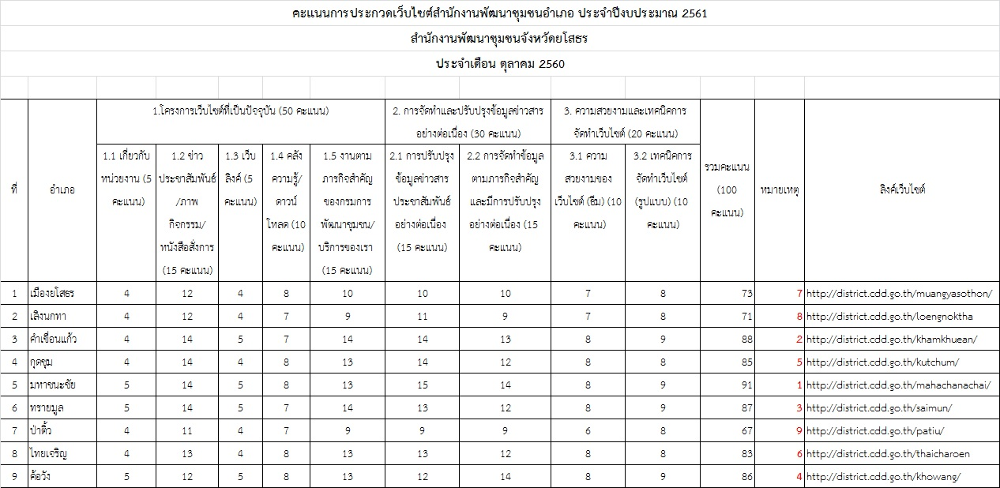 คะแนนการประกวดเว็บไซต์สำนักงานพัฒนาชุมชนอำเภอ ประจำปีงบประมาณ 2561
สำนักงานพัฒนาชุมชนจังหวัดยโสธร
ประจำเดือน ตุลาคม 2560
ที่
อำเภอ
1.โครงการเว็บไซต์ที่เป็นปัจจุบัน (50 คะแนน)
2. การจัดทำและปรับปรุงข้อมูลข่าวสาร
อย่างต่อเนื่อง (30 คะแนน)
3. ความสวยงามและเทคนิคการ
จัดทำเว็บไซต์ (20 คะแนน)
รวมคะแนน
(100
คะแนน)
หมายเหตุ
ลิงค์เว็บไซต์
1.1 เกี่ยวกับ
หน่วยงาน (5
คะแนน)
1.2 ข่าว
ประชาสัมพันธ์
/ภาพ
กิจกรรม/
หนังสือสั่งการ
(15 คะแนน)
1.3 เว็บ
ลิงค์ (5
คะแนน)
1.4 คลัง
ความรู้/
ดาวน์
โหลด (10
คะแนน)
1.5 งานตาม
ภารกิจสำคัญ
ของกรมการ
พัฒนาชุมชน/
บริการของเรา
(15 คะแนน)
2.1 การปรับปรุง
ข้อมูลข่าวสาร
ประชาสัมพันธ์
อย่างต่อเนื่อง
(15 คะแนน)
2.2 การจัดทำข้อมูล
ตามภารกิจสำคัญ
และมีการปรับปรุง
อย่างต่อเนื่อง (15
คะแนน)
3.1 ความ
สวยงามของ
เว็บไซต์ (ธีม) (10
คะแนน)
3.2 เทคนิคการ
จัดทำเว็บไซต์
(รูปแบบ) (10
คะแนน)
1 เมืองยโสธร 4 12 4 8 10 10 10 7 8 73 7 http://district.cdd.go.th/muangyasothon/
2 เลิงนกทา 4 12 4 7 9 11 9 7 8 71 8 http://district.cdd.go.th/loengnoktha
3 คำเขื่อนแก้ว 4 14 5 7 14 14 13 8 9 88 2 http://district.cdd.go.th/khamkhuean/
4 กุดชุม 4 14 4 8 13 14 12 8 8 85 5 http://district.cdd.go.th/kutchum/
5 มหาชนะชัย 5 14 5 8 13 15 14 8 9 91 1 http://district.cdd.go.th/mahachanachai/
6 ทรายมูล 5 14 5 7 14 13 12 8 9 87 3 http://district.cdd.go.th/saimun/
7 ป่าติ้ว 4 11 4 7 9 9 9 6 8 67 9 http://district.cdd.go.th/patiu/
8 ไทยเจริญ 4 13 4 8 13 13 12 8 8 83 6 http://district.cdd.go.th/thaicharoen
9 ค้อวัง 5 12 5 8 13 12 14 8 9 86 4 http://district.cdd.go.th/khowang/